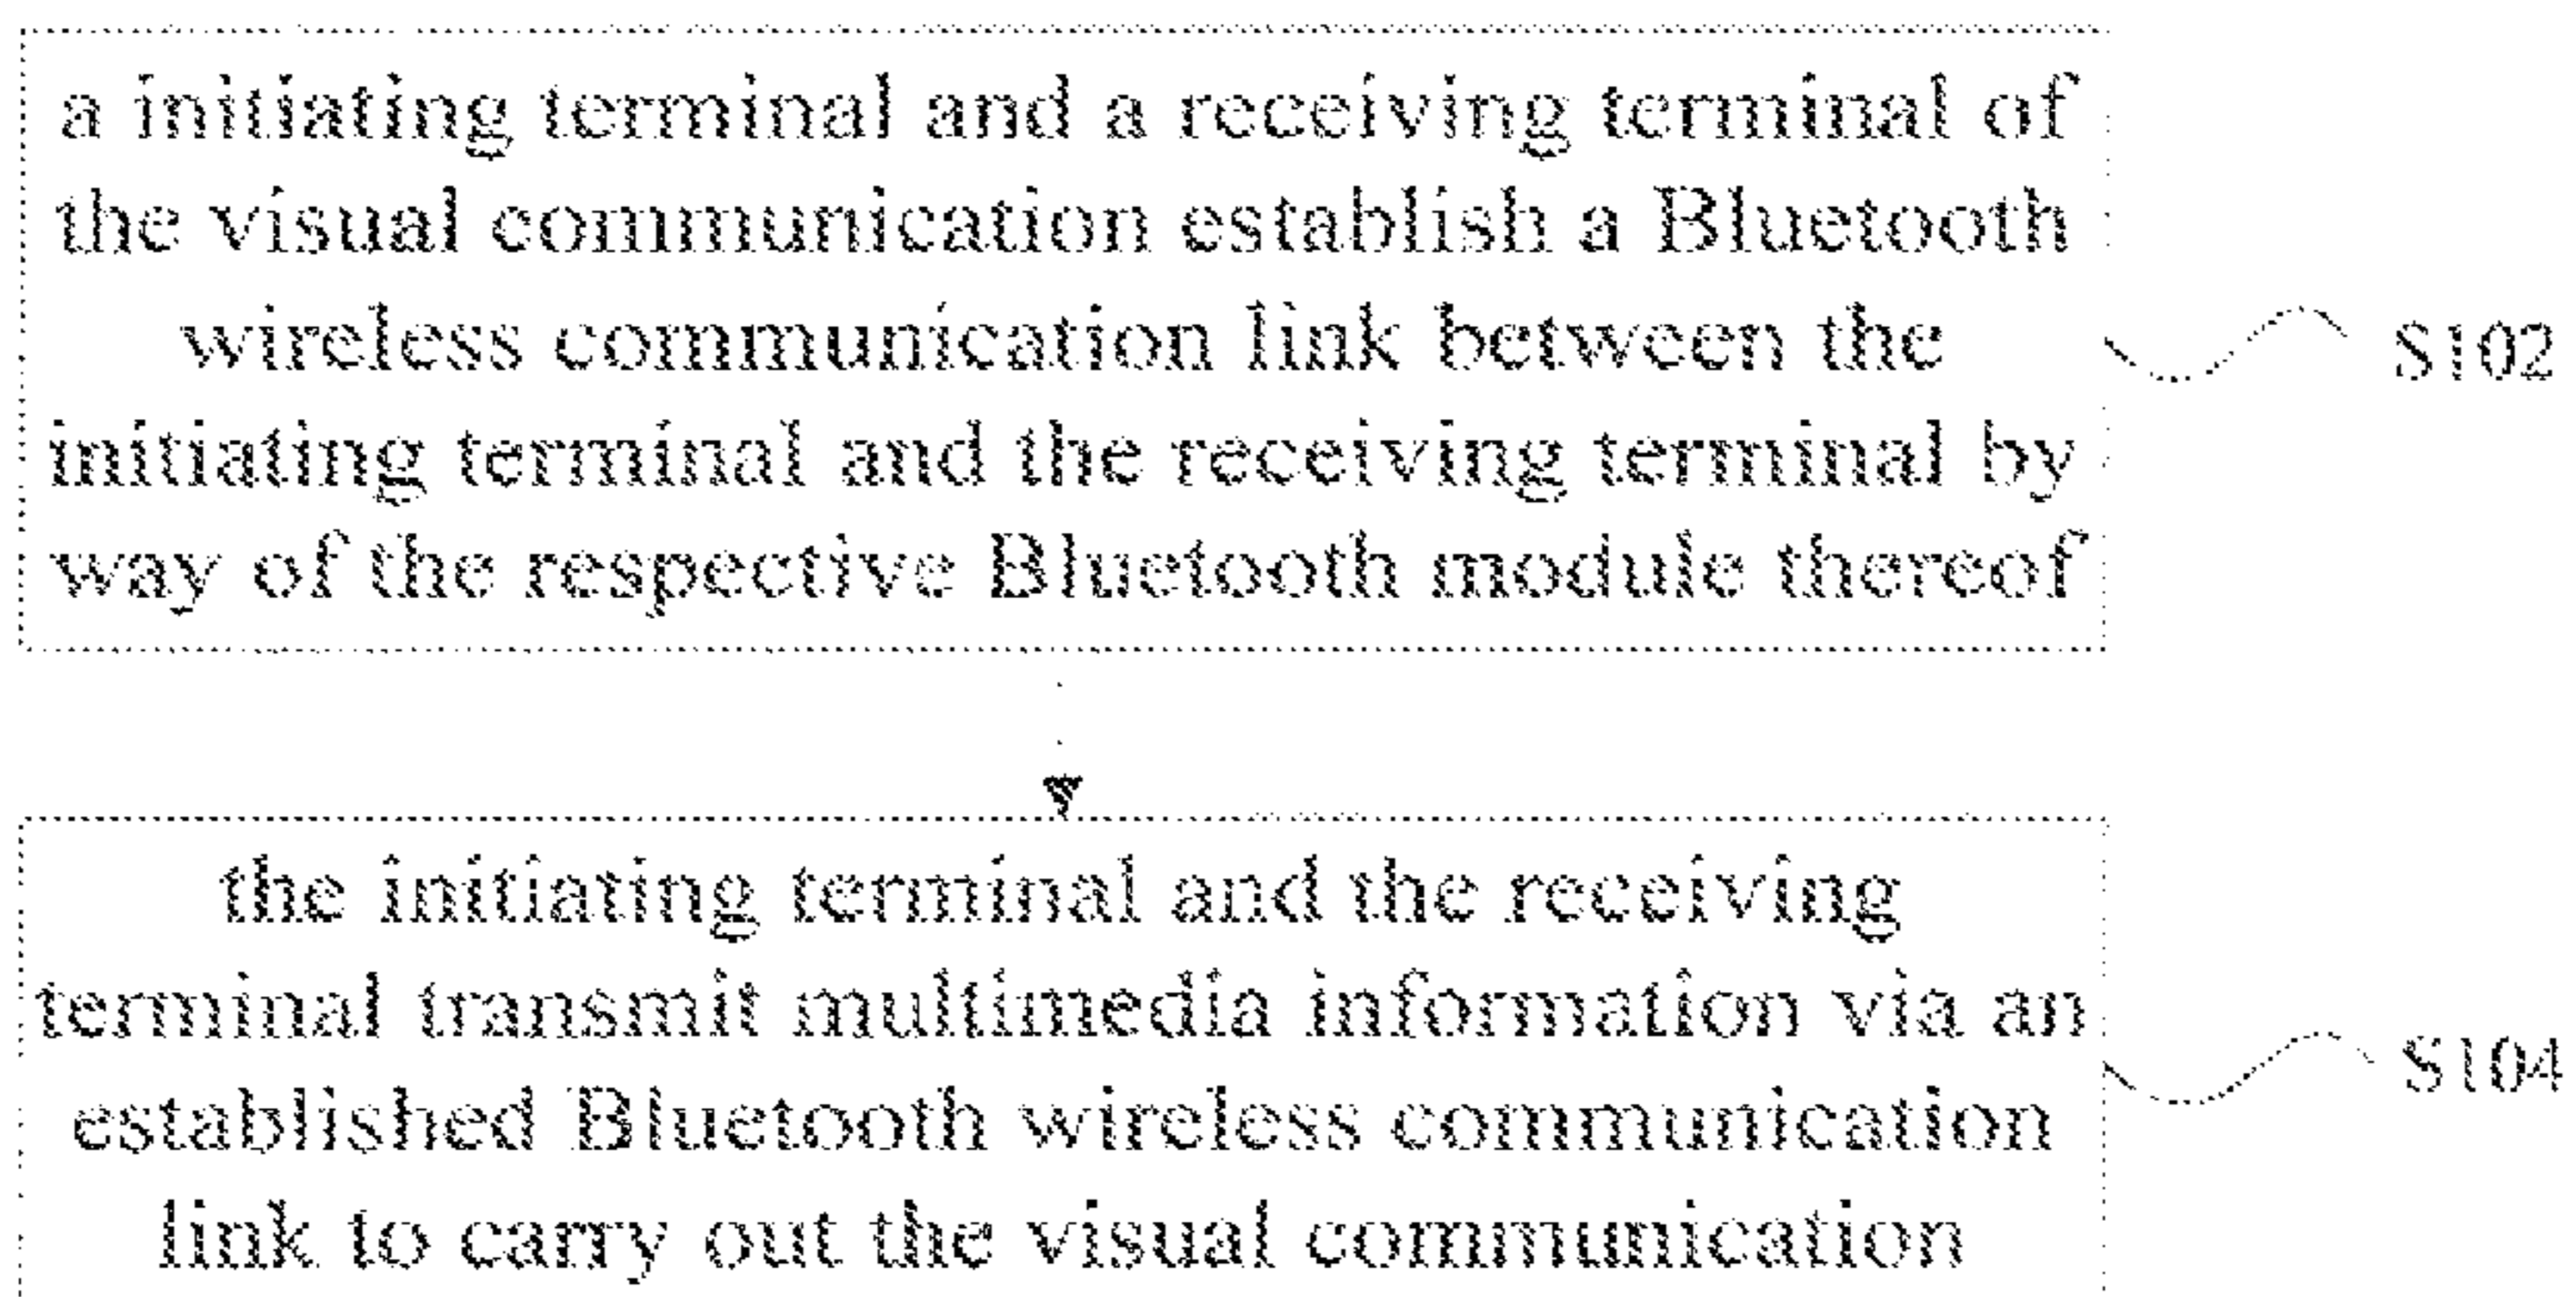 a initiating terminal and a receiving terminal of
the visual communication establish a Bluetooth
wireless communication link between the
initiating terminal and the receiving terminal by
way of the respective Bluetooth module thereof
S102
the initiating terminal and the receiving
terminal transmit multimedia information via an
established Bluetooth wireless communication
link to carry out the visual communication
S104